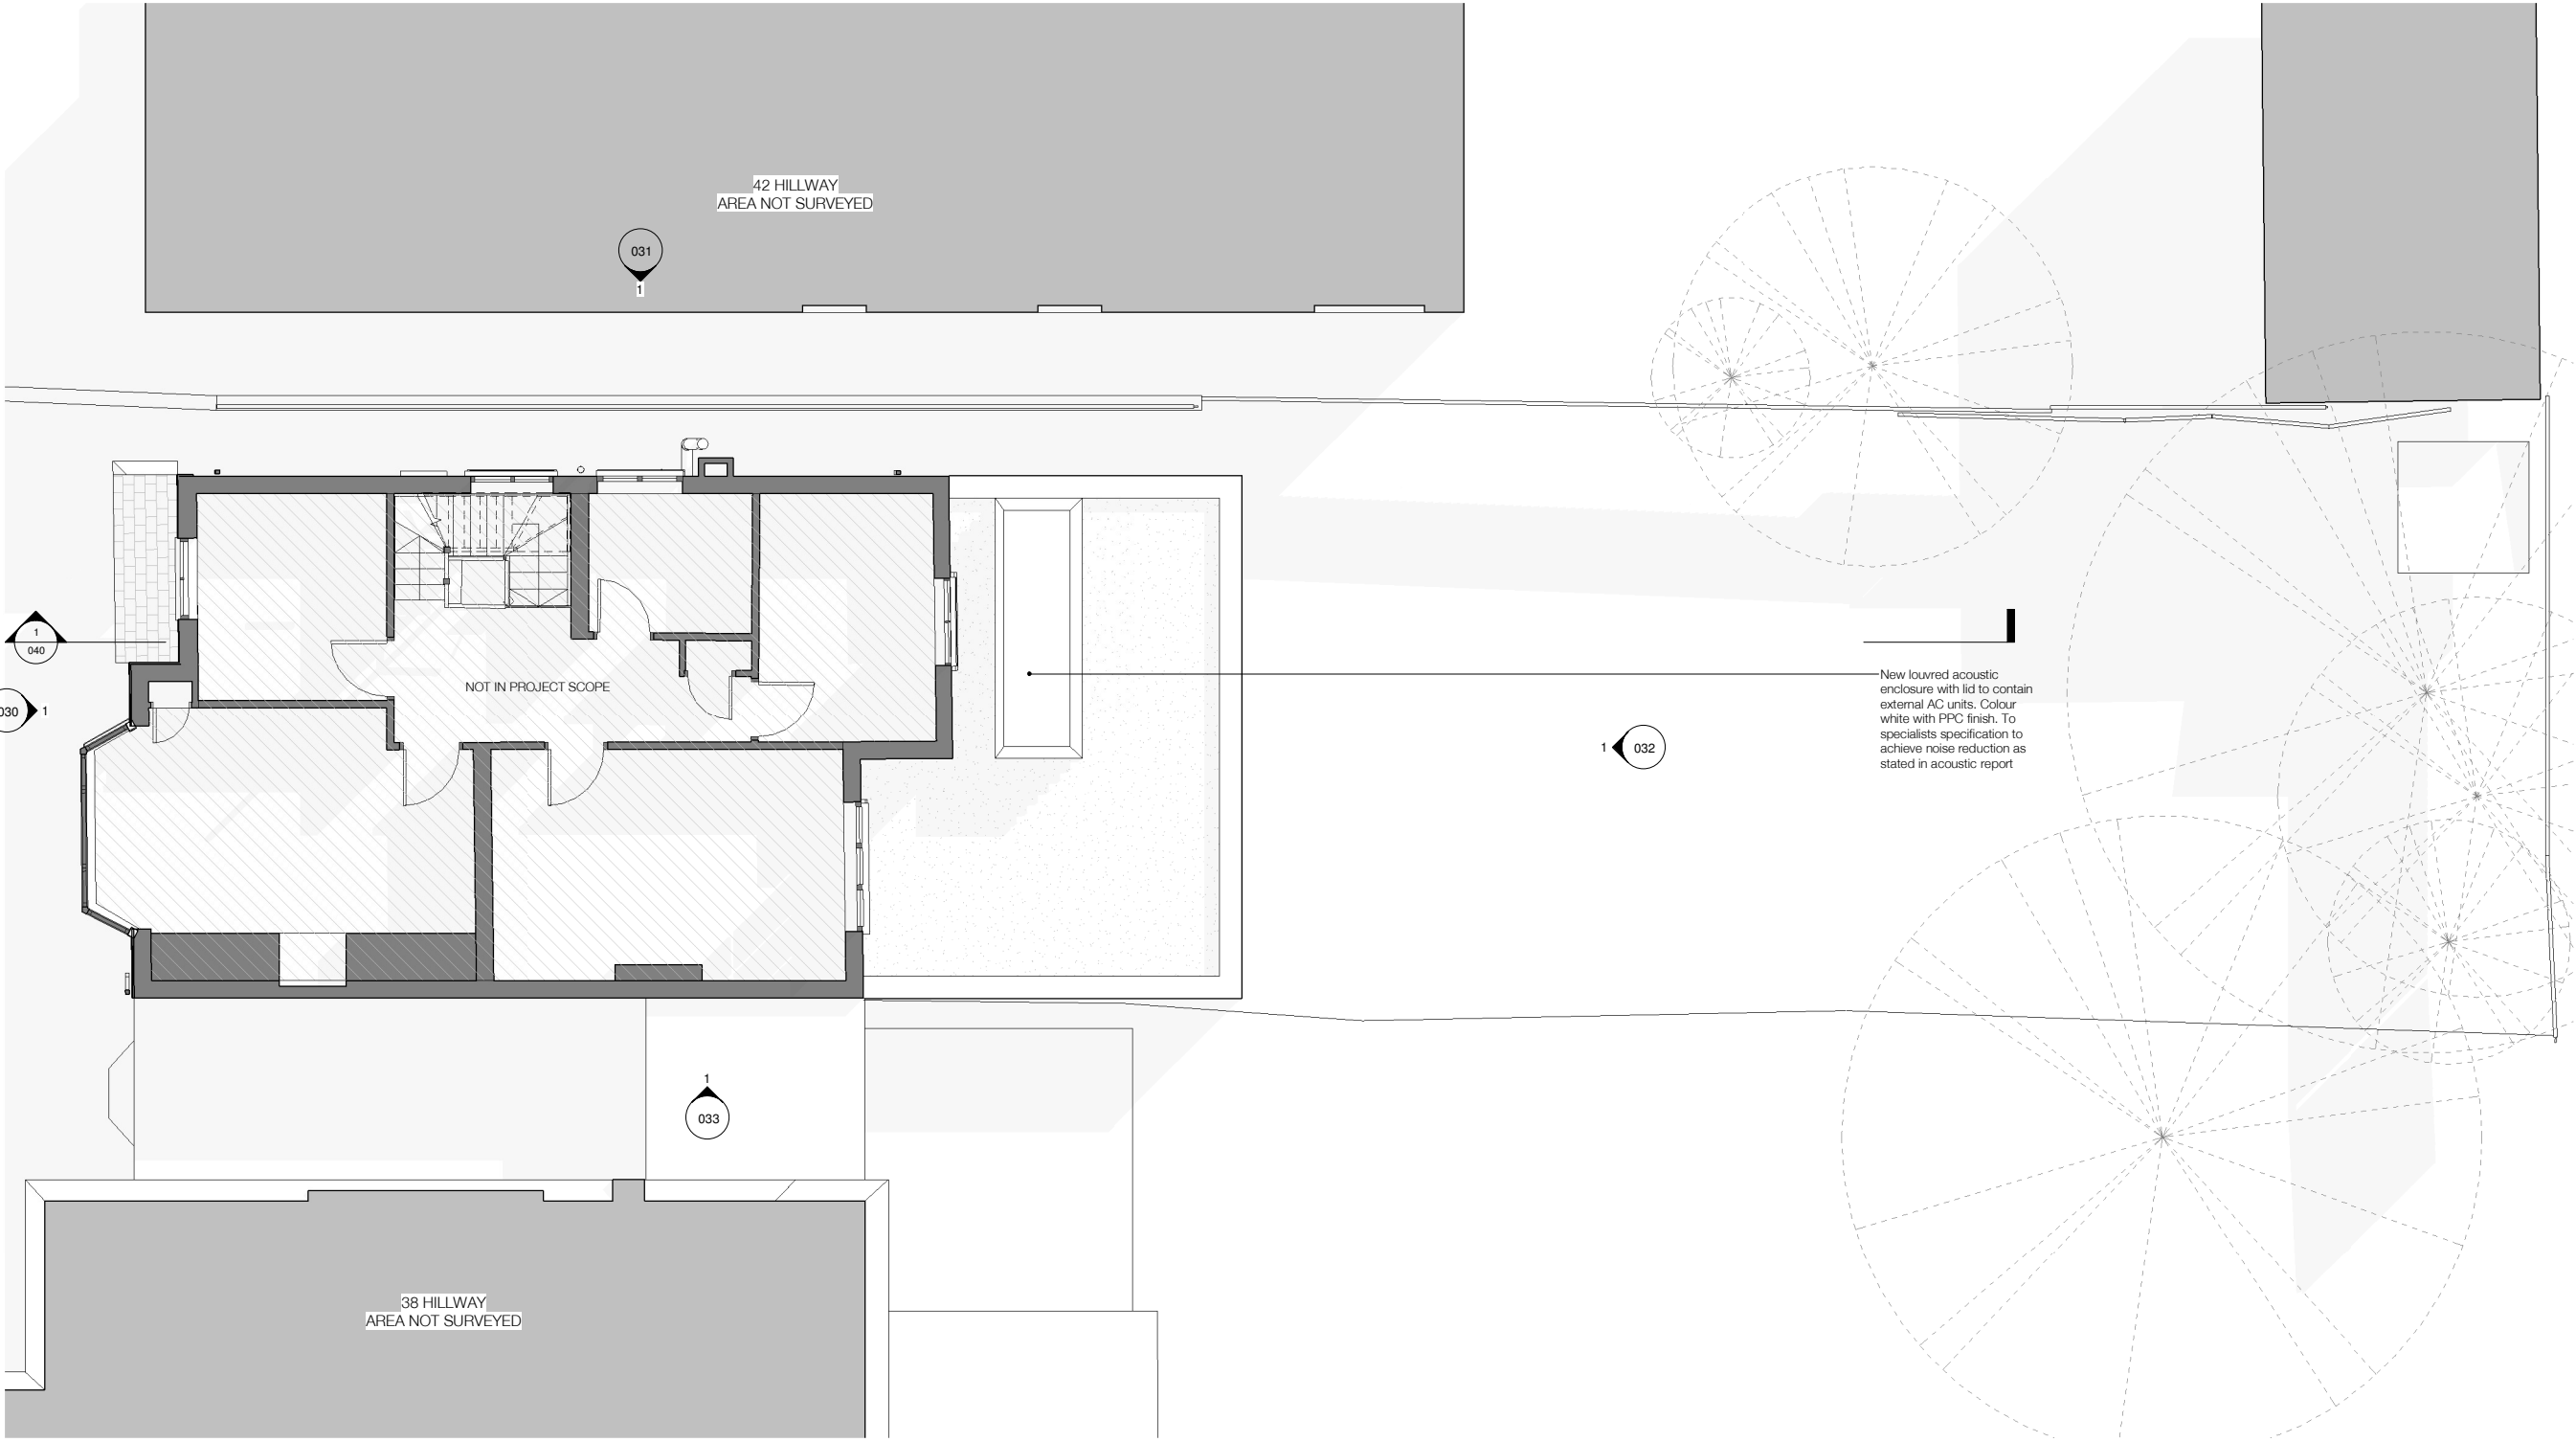 42 HILLWAY
AREA NOT SURVEYED
031
1
1
040
030
1
NOT IN PROJECT SCOPE
New louvred acoustic
enclosure with lid to contain
external AC units. Colour
white with PPC finish. To
specialists specification to
achieve noise reduction as
stated in acoustic report
1
032
1
033
38 HILLWAY
AREA NOT SURVEYED